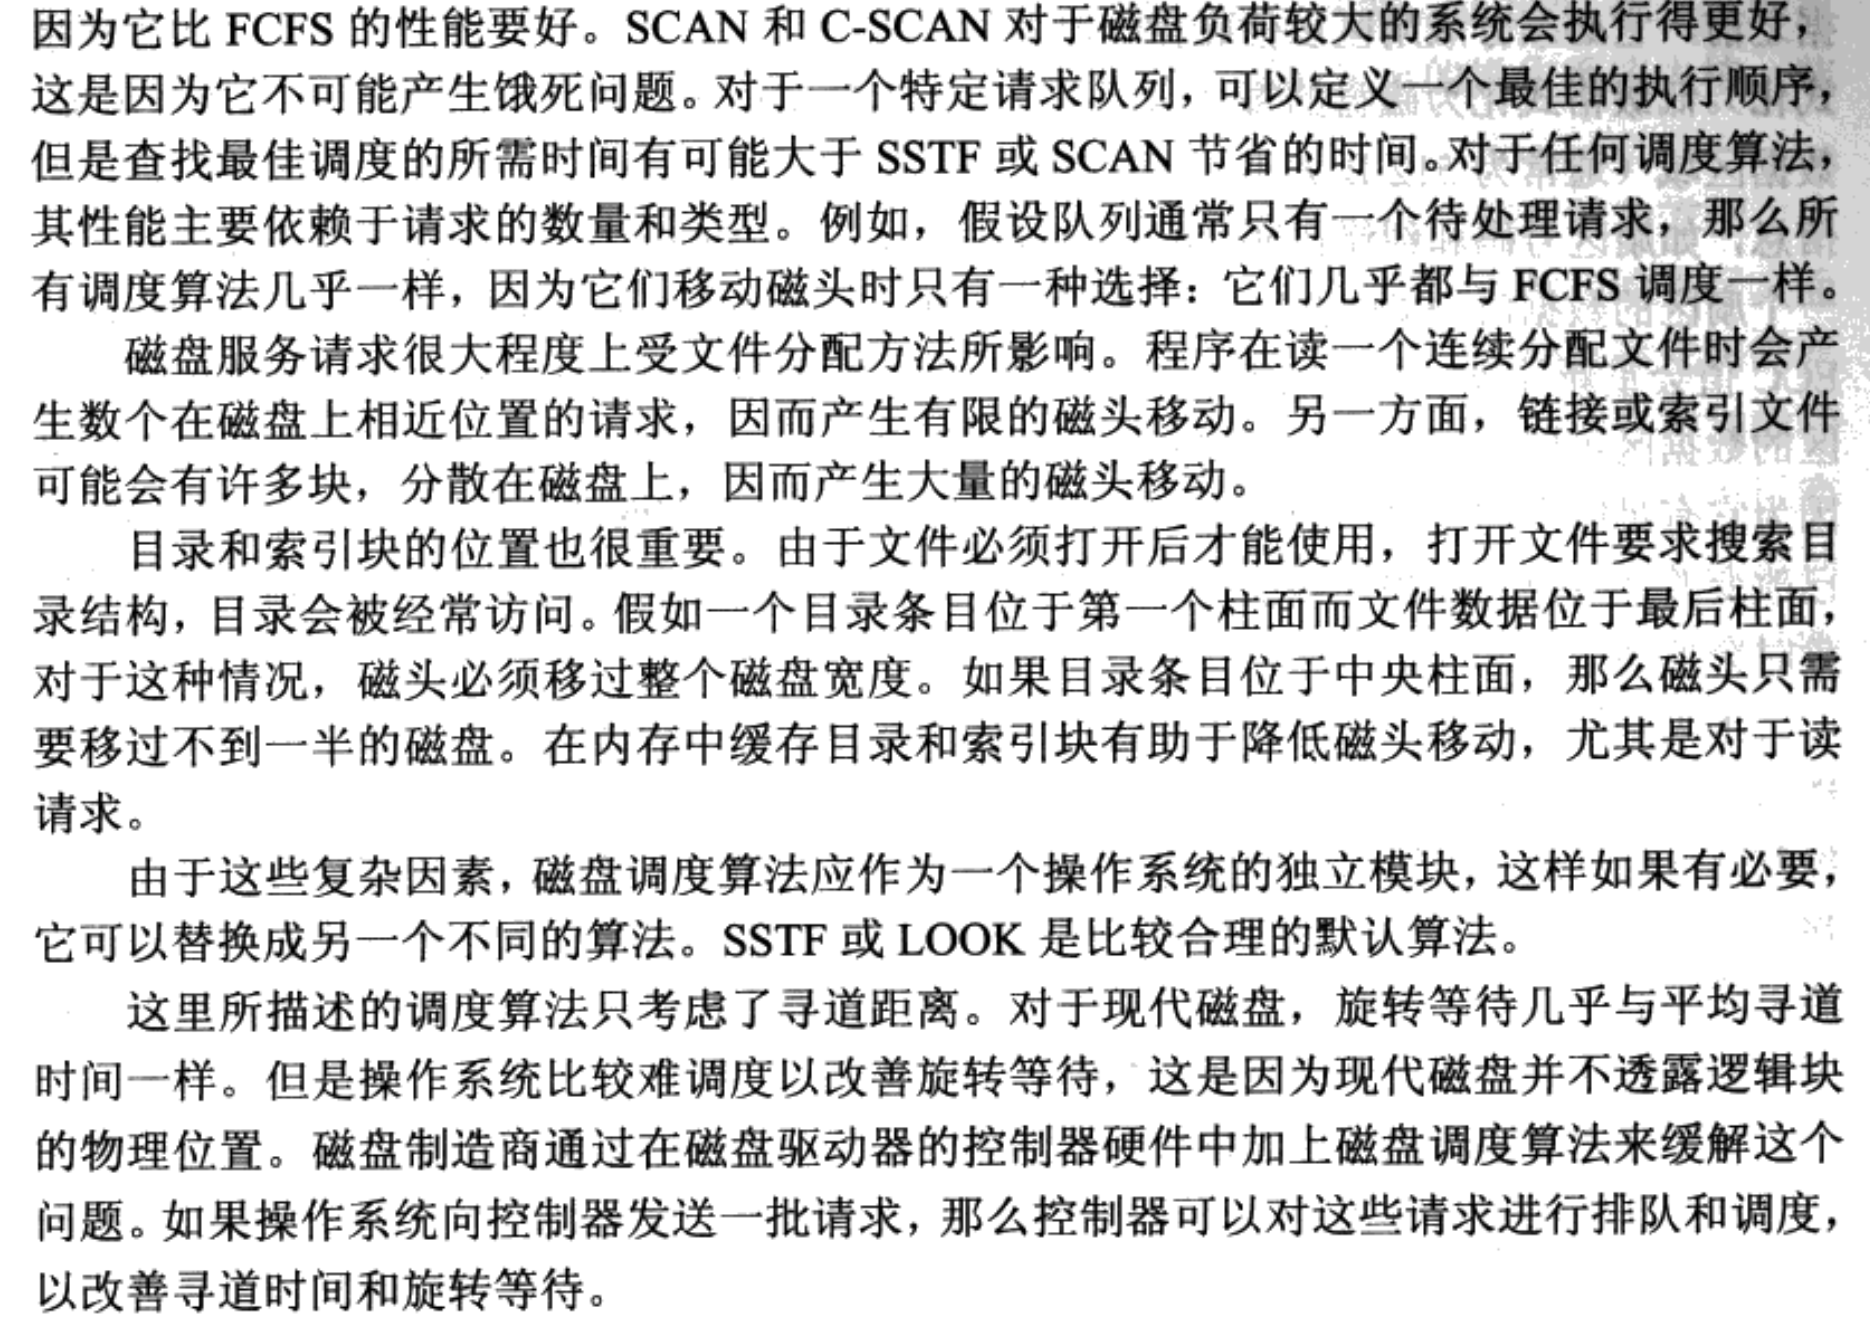 因为它比 FCFS 的性能要好。SCAN 和 C-SCAN 对于磁盘负荷较大的系统会执行得更好，
这是因为它不可能产生饿死问题。对于一个特定请求队列，可以定义一个最佳的执行顺序，
但是查找最佳调度的所需时间有可能大于 SSTF 或 SCAN 节省的时间。对于任何调度算法，
其性能主要依赖于请求的数量和类型。例如，假设队列通常只有一个待处理请求，那么所
有调度算法几乎一样，因为它们移动磁头时只有一种选择：它们几乎都与 FCFS 调度一样。
磁盘服务请求很大程度上受文件分配方法所影响。程序在读一个连续分配文件时会产
生数个在磁盘上相近位置的请求，因而产生有限的磁头移动。另一方面，链接或索引文件
可能会有许多块，分散在磁盘上，因而产生大量的磁头移动。
目录和索引块的位置也很重要。由于文件必须打开后才能使用，打开文件要求搜索目
录结构，目录会被经常访问。假如一个目录条目位于第一个柱面而文件数据位于最后柱面，
对于这种情况，磁头必须移过整个磁盘宽度。如果目录条目位于中央柱面，那么磁头只需
要移过不到一半的磁盘。在内存中缓存目录和索引块有助于降低磁头移动，尤其是对于读
请求。
由于这些复杂因素，磁盘调度算法应作为一个操作系统的独立模块，这样如果有必要，
它可以替换成另一个不同的算法。SSTF 或 LOOK 是比较合理的默认算法。
这里所描述的调度算法只考虑了寻道距离。对于现代磁盘，旋转等待几乎与平均寻道
时间一样。但是操作系统比较难调度以改善旋转等待，这是因为现代磁盘并不透露逻辑块
的物理位置。磁盘制造商通过在磁盘驱动器的控制器硬件中加上磁盘调度算法来缓解这个
问题。如果操作系统向控制器发送一批请求，那么控制器可以对这些请求进行排队和调度，
以改善寻道时间和旋转等待。